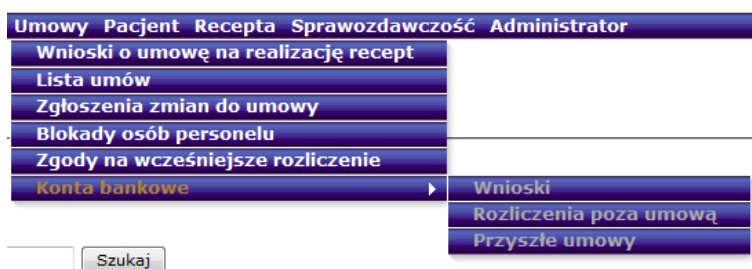 Umowy Pacjent Recepta Sprawozdawczość Administrator
Wnioski o umowę na realizację recept
Lista umów
Zgłoszenia zmian do umowy
Blokady osób personelu
Zgody na wcześniejsze rozliczenie
Konta bankowe
Wnioski
Rozliczenia poza umową
Przyszłe umowy
Szukaj